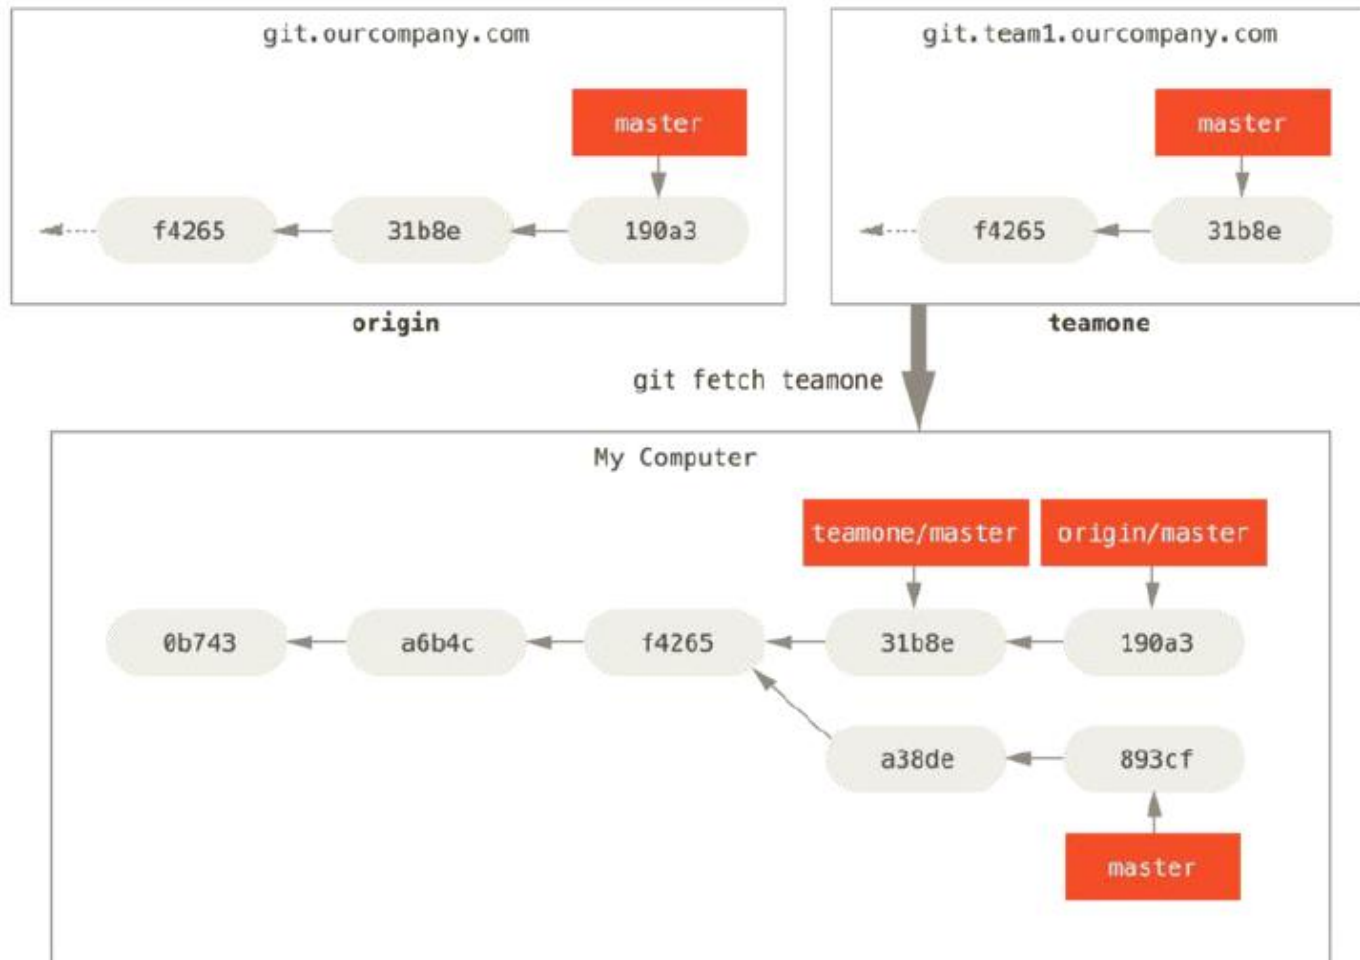 git.ourcompany.com
master
f4265 31b8e 190a3
origin
git.team1.ourcompany.com
master
f4265 31b8e
teamone
git fetch teamone
My Computer
teamone/master origin/master
0b743 a6b4c f4265 31b8e 190a3
a38de 893cf
master